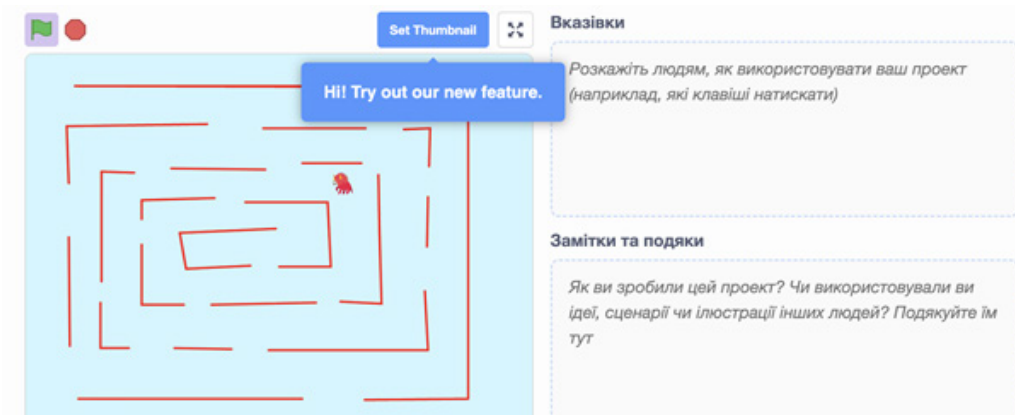 Set Thumbnail
Hi! Try out our new feature.
Вказівки
Розкажіть людям, як використовувати ваш проект
(наприклад, які клавіші натискати)
Замітки та подяки
Як ви зробили цей проект? Чи використовували ви
ідеї, сценарії чи ілюстрації інших людей? Подякуйте їм
тут